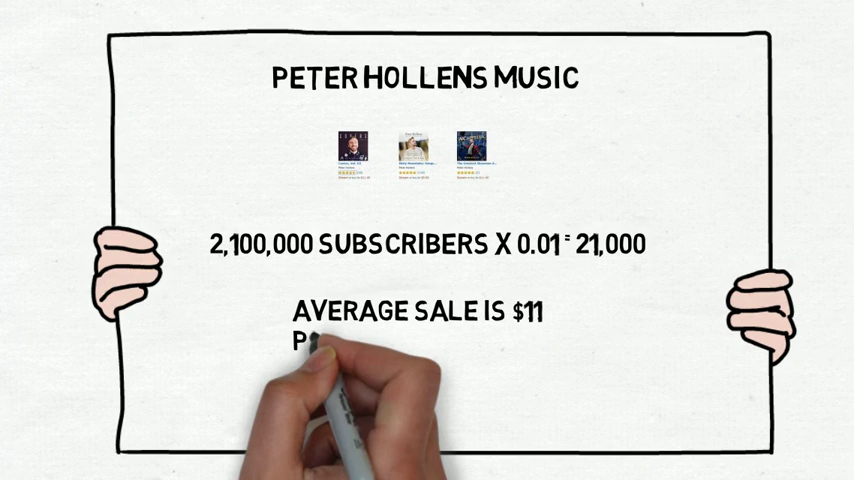 PETER HOLLENS MUSIC
2,100,000 SUBSCRIBERS X 0.01 = 21,000
AVERAGE SALE IS $11
P